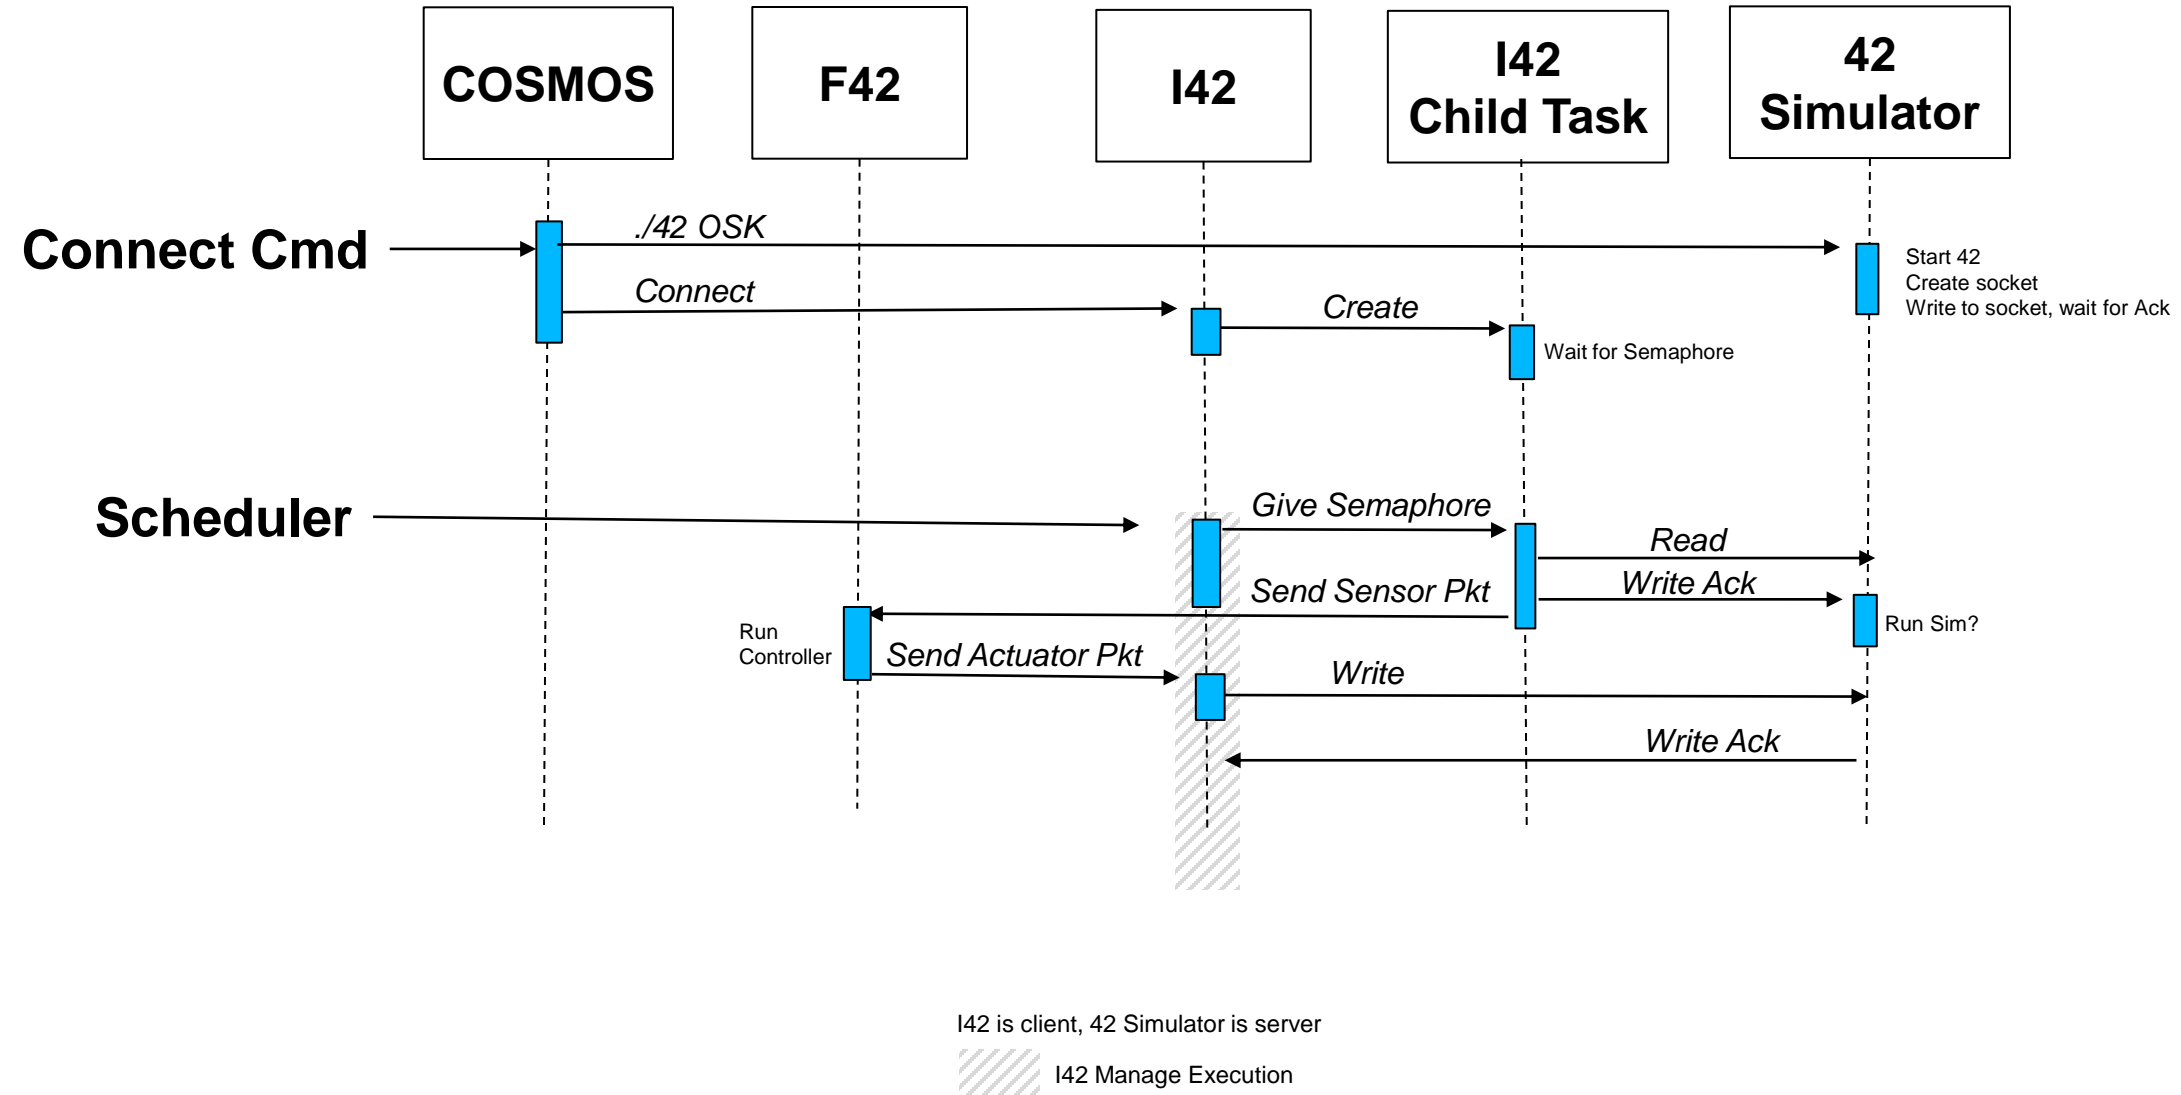 COSMOS
F42
I42
I42
Child Task
42
Simulator
Connect Cmd
./42 OSK
Start 42
Create socket
Write to socket, wait for Ack
Connect
Create
Wait for Semaphore
Scheduler
Give Semaphore
Read
Send Sensor Pkt
Write Ack
Run
Controller
Run Sim?
Send Actuator Pkt
Write
Write Ack
I42 is client, 42 Simulator is server
I42 Manage Execution